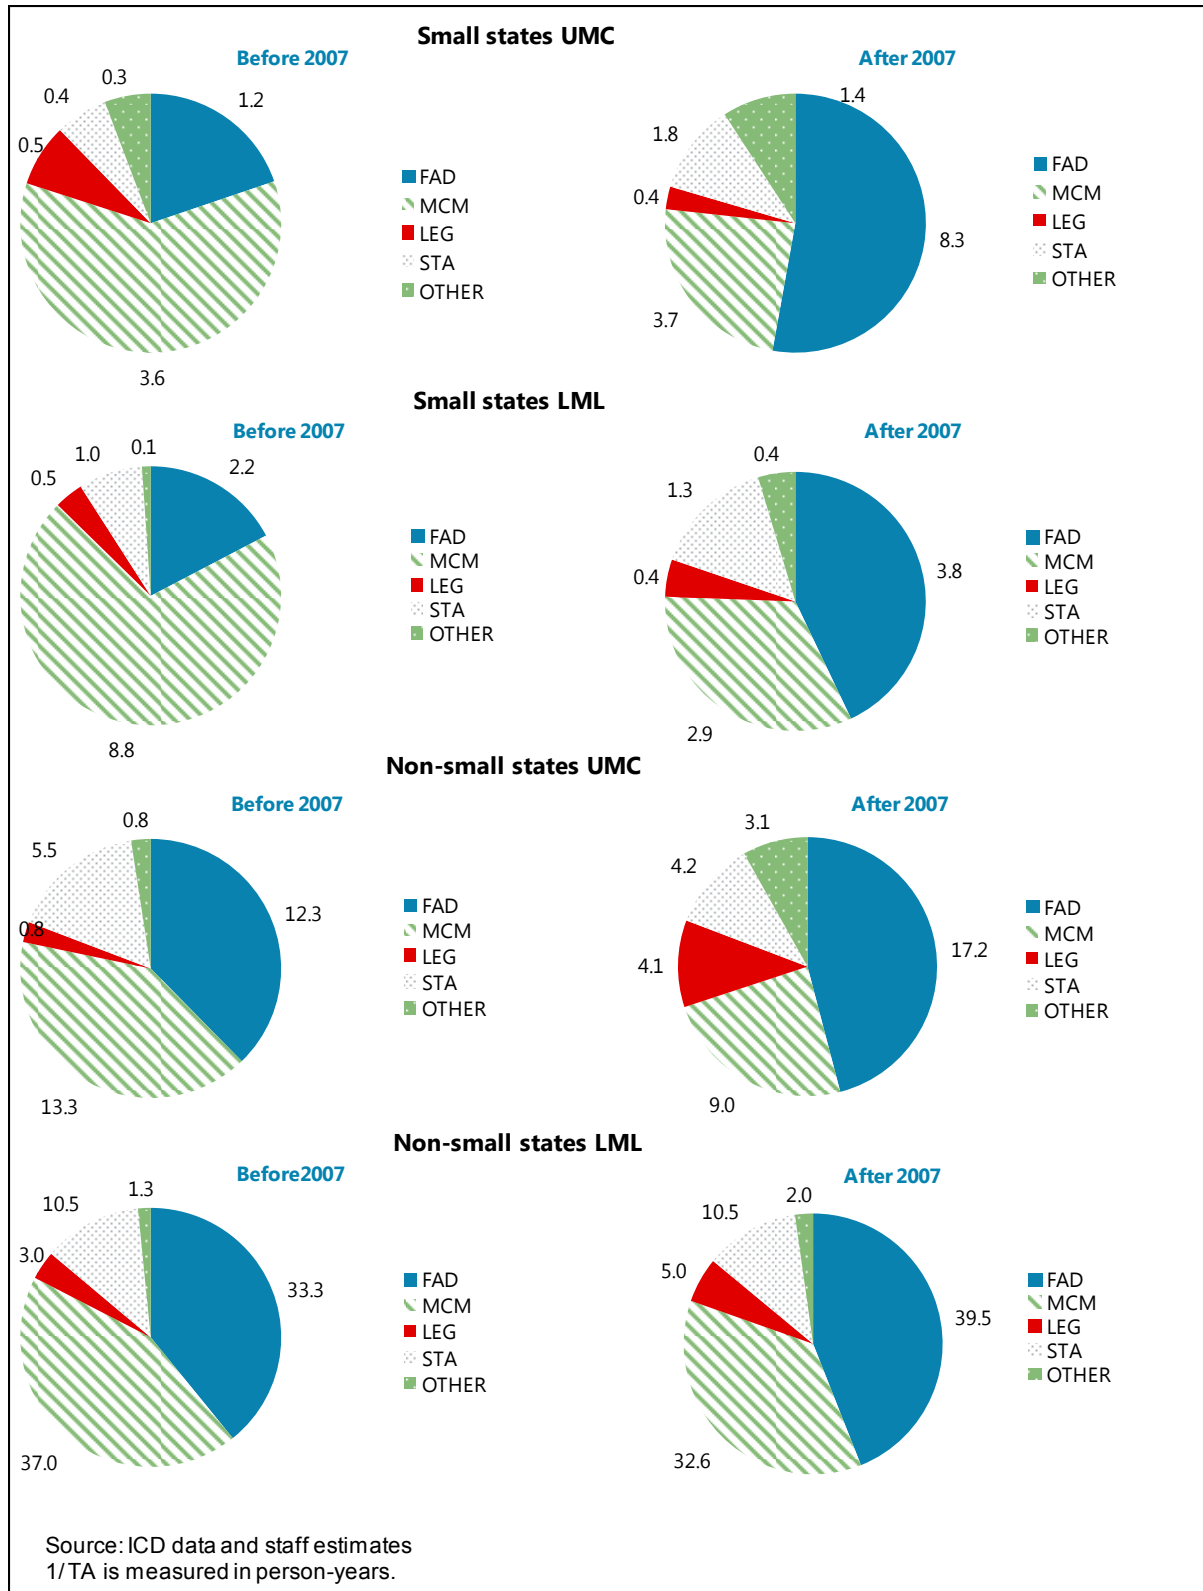 Small states UMC
Before 2007
After 2007
0.3
0.4
1.2
0.5
3.6
FAD
MCM
LEG
STA
OTHER
1.4
1.8
0.4
8.3
3.7
FAD
MCM
LEG
STA
OTHER
Small states LML
Before 2007
After 2007
0.1
1.0
2.2
0.5
8.8
FAD
MCM
LEG
STA
OTHER
0.4
1.3
0.4
3.8
2.9
FAD
MCM
LEG
STA
OTHER
Non-small states UMC
Before 2007
After 2007
0.8
5.5
12.3
0.8
13.3
FAD
MCM
LEG
STA
OTHER
3.1
4.2
4.1
17.2
9.0
FAD
MCM
LEG
STA
OTHER
Non-small states LML
Before2007
After 2007
1.3
10.5
3.0
33.3
37.0
FAD
MCM
LEG
STA
OTHER
2.0
10.5
5.0
39.5
32.6
FAD
MCM
LEG
STA
OTHER
Source: ICD data and staff estimates
1/ TA is measured in person-years.